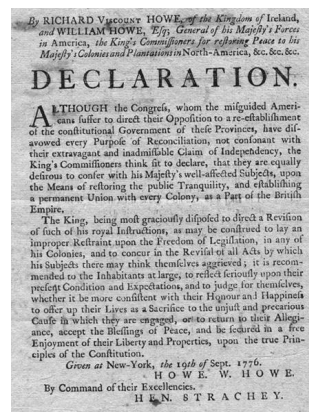 By RICHARD Viscount HOWE, of the Kingdom of Ireland,
and WILLIAM HOWE, Esq; General of his Majesty's Forces
in America, the King's Commissioners for restoring Peace to his
Majesty's Colonies and Plantations in North-America, &c. &c. &c.
DECLARATION.
ALTHOUGH the Congreſs, whom the miſguided Ameri-
cans ſuffer to direct their Oppoſition to a re-eſtabliſhment
of the conſtitutional Government of theſe Provinces, have diſ-
avowed every Purpoſe of Reconciliation, not conſonant with
their extravagant and inadmiſſable Claim of Independency, the
King's Commiſſioners think fit to declare, that they are equally
deſirous to confer with his Majeſty's well-affected Subjects, upon
the Means of reſtoring the public Tranquility, and eſtabliſhing
a permanent Union with every Colony, as a Part of the Britiſh
Empire.
The King, being moſt graciouſly diſpoſed to direct a Reviſion
of ſuch of his royal Inſtructions, as may be conſtrued to lay an
improper Reſtraint upon the Freedom of Legiſlation, in any of
his Colonies, and to concur in the Reviſal of all Acts by which
his Subjects there may think themſelves aggrieved; it is recom-
mended to the Inhabitants at large, to reflect ſeriouſly upon their
preſent Condition and Expectations, and to judge for themſelves,
whether it be more conſiſtent with their Honour and Happineſs
to offer up their Lives as a Sacrifice to the unjuſt and precarious
Cauſe in which they are engaged, or to return to their Allegi-
ance, accept the Bleſſings of Peace, and be ſecured in a free
Enjoyment of their Liberty and Properties, upon the true Prin-
ciples of the Conſtitution.
Given at New-York, the 19th of Sept. 1776.
HOWE. W. HOWE.
By Command of their Excellencies.
HEN. STRACHEY.